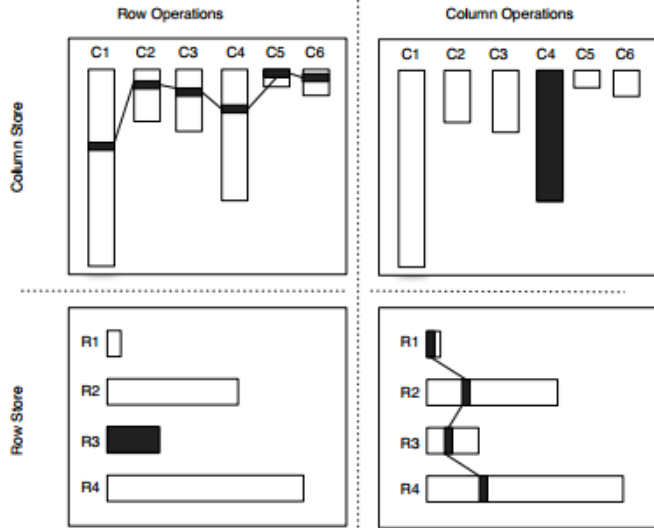 Row Operations
Column Operations
Column Store
C1 C2 C3 C4 C5 C6
C1 C2 C3 C4 C5 C6
Row Store
R1
R2
R3
R4
R1
R2
R3
R4